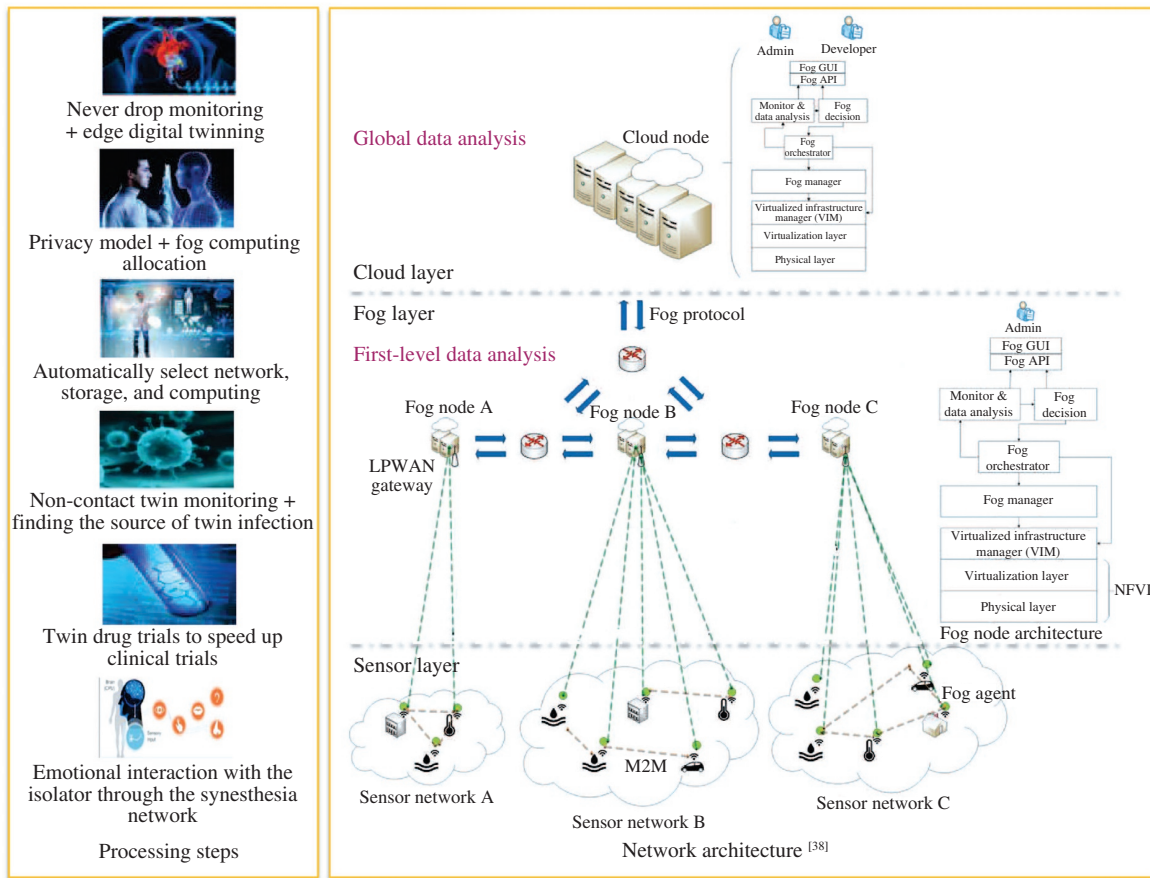 Never drop monitoring
+ edge digital twinning
Privacy model + fog computing
allocation
Automatically select network,
storage, and computing
Non-contact twin monitoring +
finding the source of twin infection
Twin drug trials to speed up
clinical trials
Emotional interaction with the
isolator through the synesthesia
network
Processing steps
Admin
Developer
Fog GUI
Fog API
Monitor &
data analysis
Fog
decision
Fog
orchestrator
Fog manager
Virtualized infrastructure
manager (VIM)
Virtualization layer
Physical layer
Global data analysis
Cloud node
Cloud layer
Fog layer
Fog protocol
First-level data analysis
Fog node A
Fog node B
Fog node C
LPWAN
gateway
Admin
Fog GUI
Fog API
Monitor &
data analysis
Fog
decision
Fog
orchestrator
Fog manager
Virtualized infrastructure
manager (VIM)
Virtualization layer
Physical layer
NFVI
Fog node architecture
Sensor layer
Fog agent
M2M
Sensor network A
Sensor network B
Sensor network C
Network architecture [38]